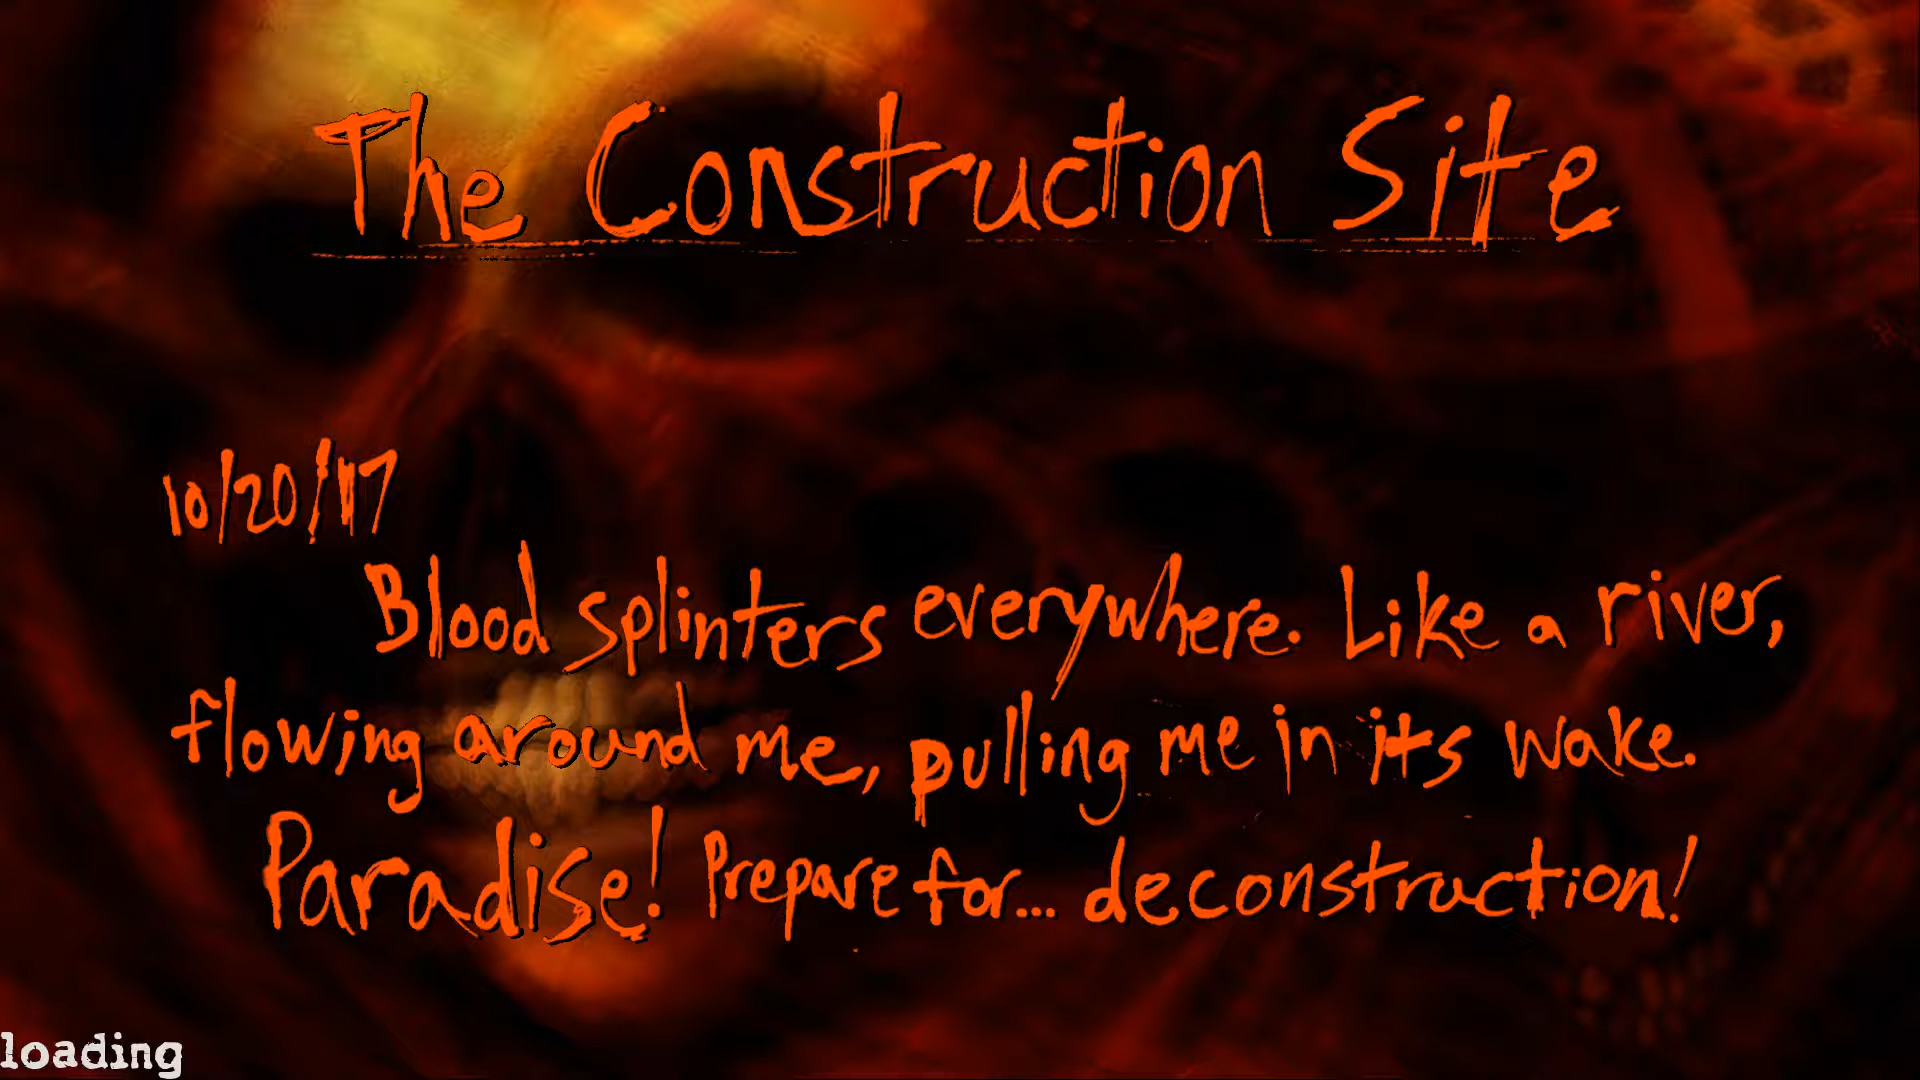 The Construction Site
10/20/17
Blood splinters everywhere. Like a river,
flowing around me, pulling me in its wake.
Paradise! Prepare for... deconstruction!
loading